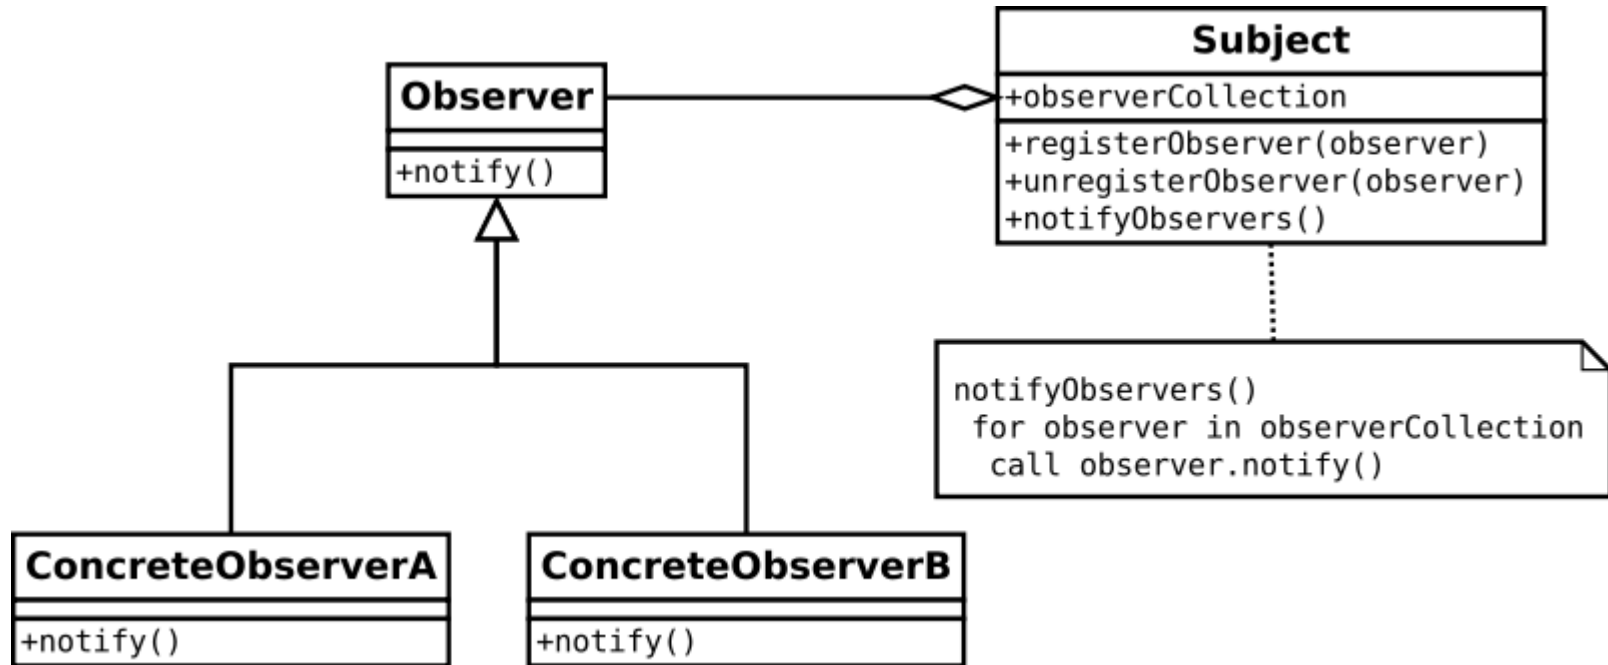 Observer
+notify()
Subject
+observerCollection
+registerObserver(observer)
+unregisterObserver(observer)
+notifyObservers()
notifyObservers()
for observer in observerCollection
call observer.notify()
ConcreteObserverA
+notify()
ConcreteObserverB
+notify()